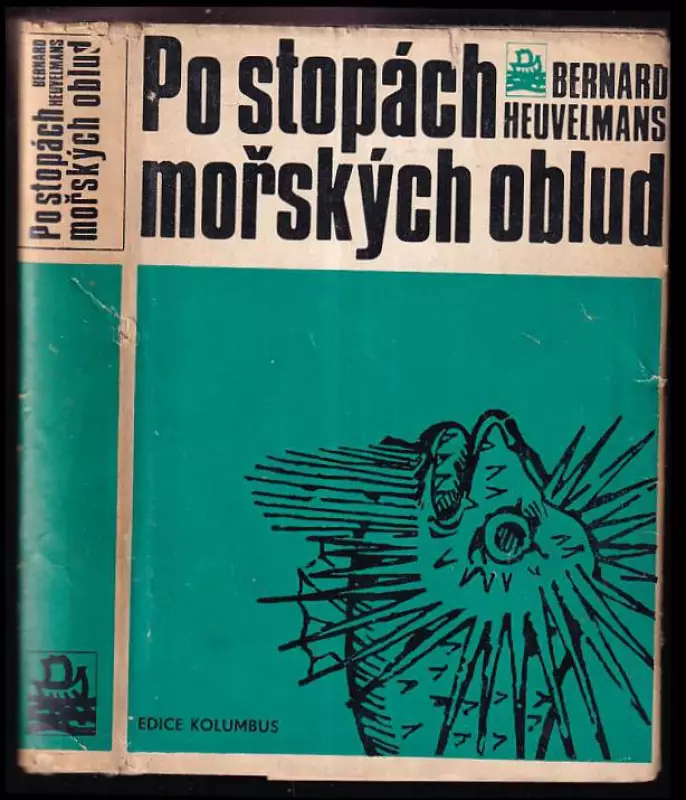 BERNARD
HEUVELMANS
Po stopách
mořských oblud
Po stopách
mořských oblud
BERNARD
HEUVELMANS
EDICE KOLUMBUS